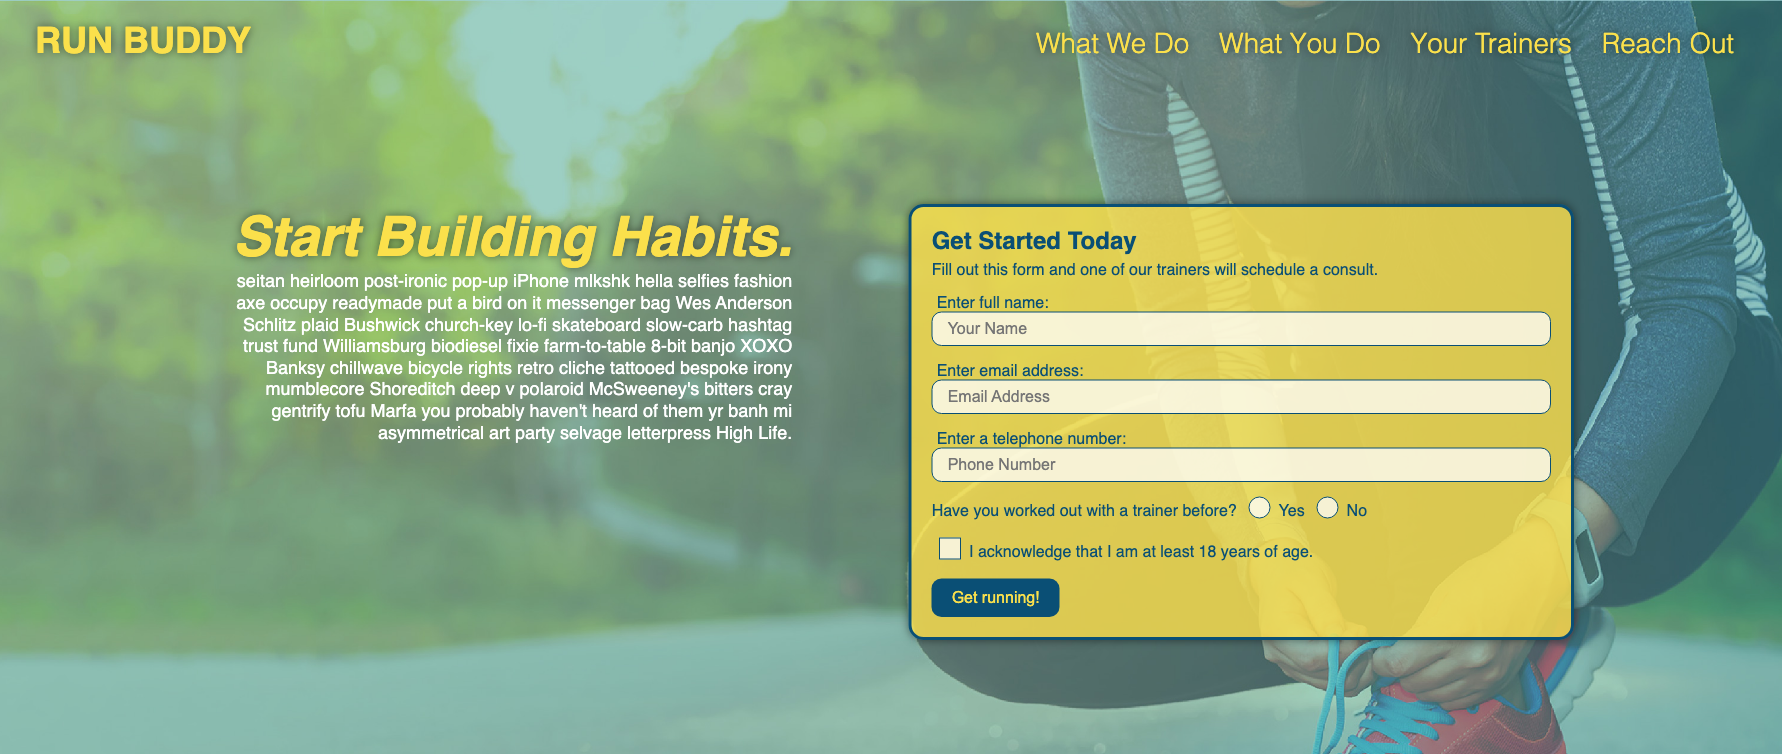 RUN BUDDY
What We Do What You Do Your Trainers Reach Out
Start Building Habits.
seitan heirloom post-ironic pop-up iPhone mlkshk hella selfies fashion
axe occupy readymade put a bird on it messenger bag Wes Anderson
Schlitz plaid Bushwick church-key lo-fi skateboard slow-carb hashtag
trust fund Williamsburg biodiesel fixie farm-to-table 8-bit banjo XOXO
Banksy chillwave bicycle rights retro cliche tattooed bespoke irony
mumblecore Shoreditch deep v polaroid McSweeney's bitters cray
gentrify tofu Marfa you probably haven't heard of them yr banh mi
asymmetrical art party selvage letterpress High Life.
Get Started Today
Fill out this form and one of our trainers will schedule a consult.
Enter full name:
Your Name
Enter email address:
Email Address
Enter a telephone number:
Phone Number
Have you worked out with a trainer before? Yes No
I acknowledge that I am at least 18 years of age.
Get running!